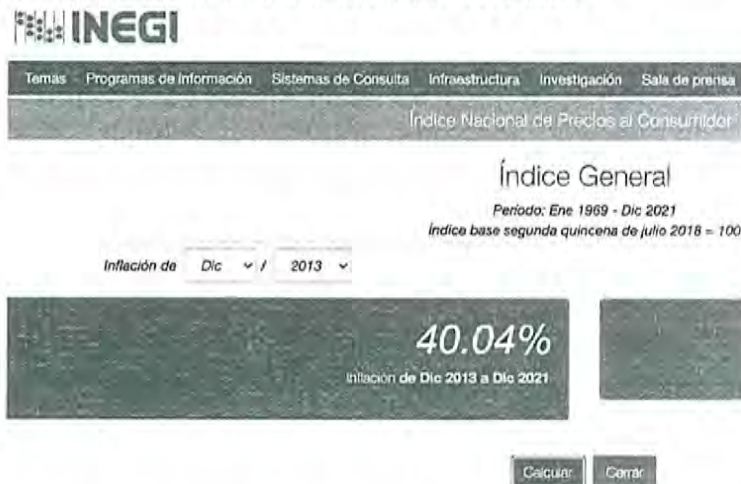 INEGI
Temas Programas de Información Sistemas de Consulta Infraestructura Investigación Sala de prensa
Índice Nacional de Precios al Consumidor
Índice General
Periodo: Ene 1969 - Dic 2021
Índice base segunda quincena de julio 2018 = 100
Inflación de Dic / 2013
40.04%
Inflación de Dic 2013 a Dic 2021
Calcular Cerrar